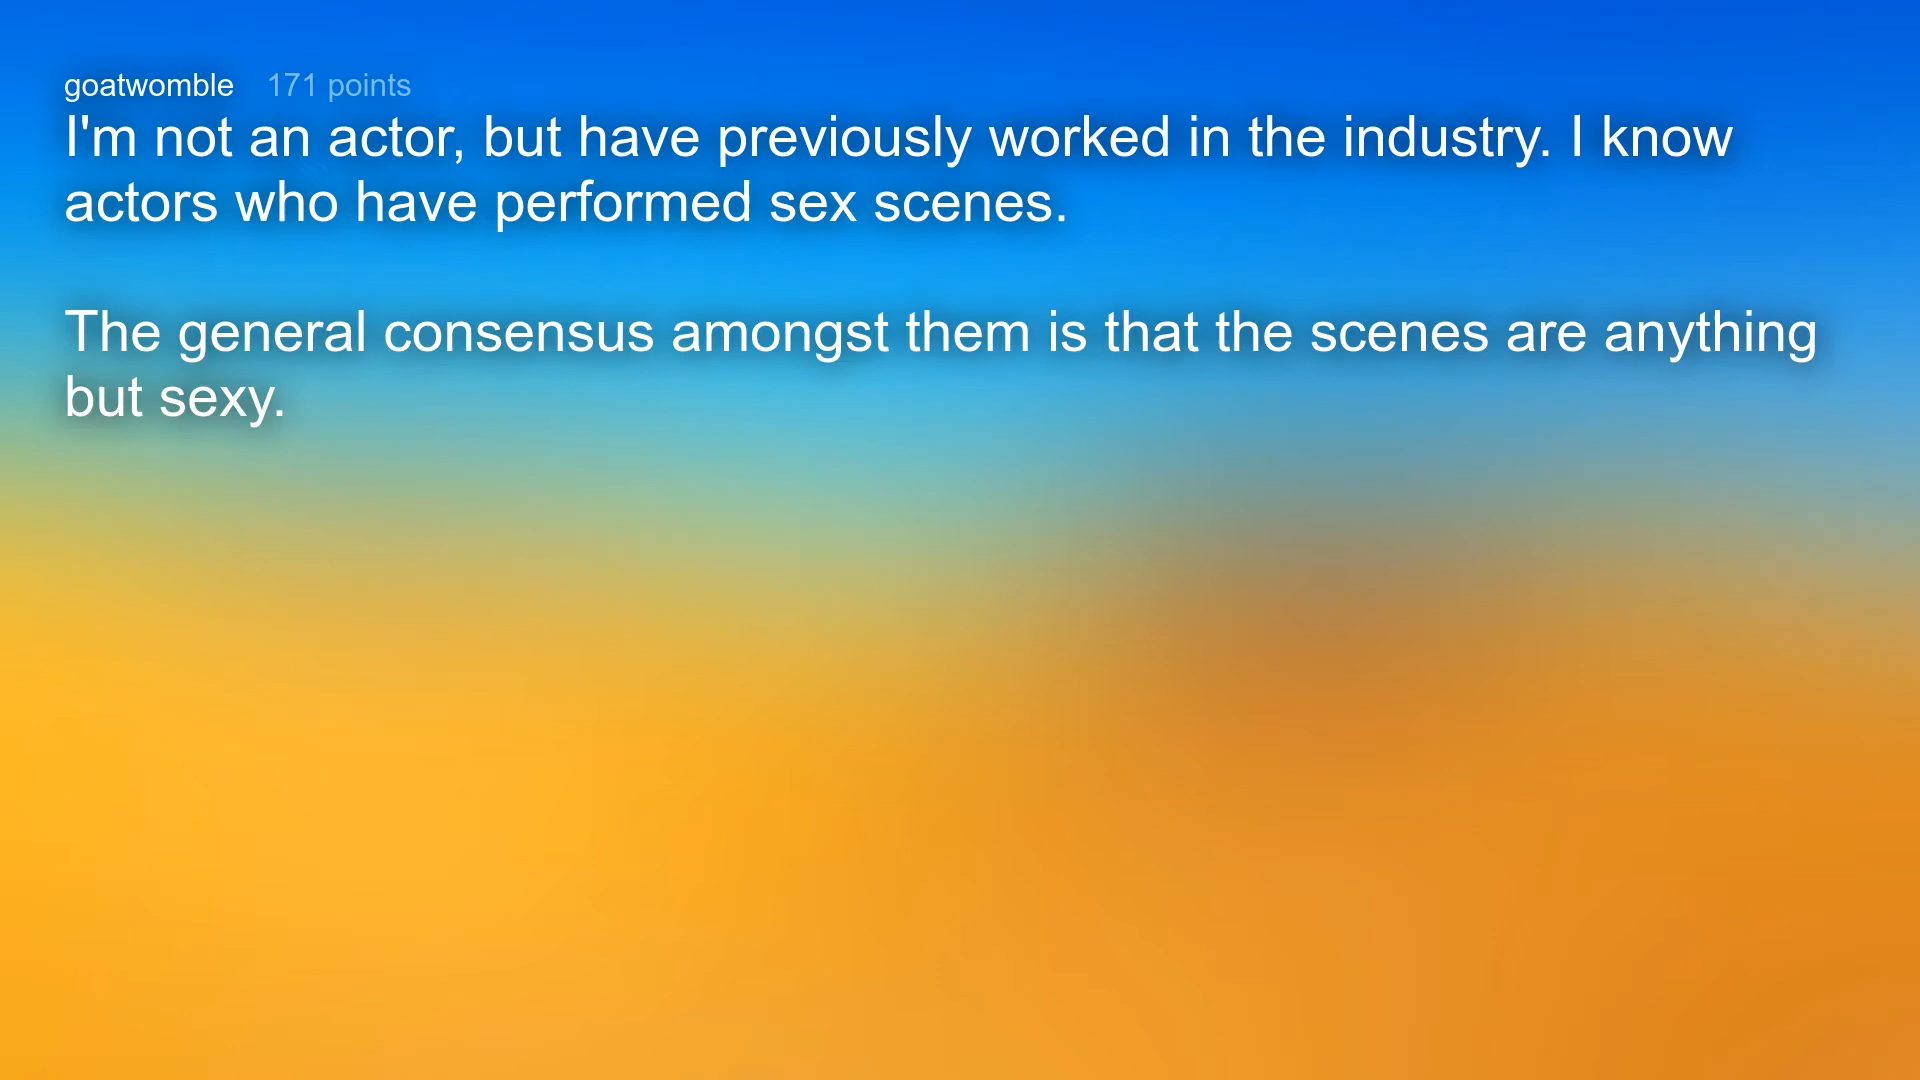 goatwomble 171 points
I'm not an actor, but have previously worked in the industry. I know
actors who have performed sex scenes.
The general consensus amongst them is that the scenes are anything
but sexy.